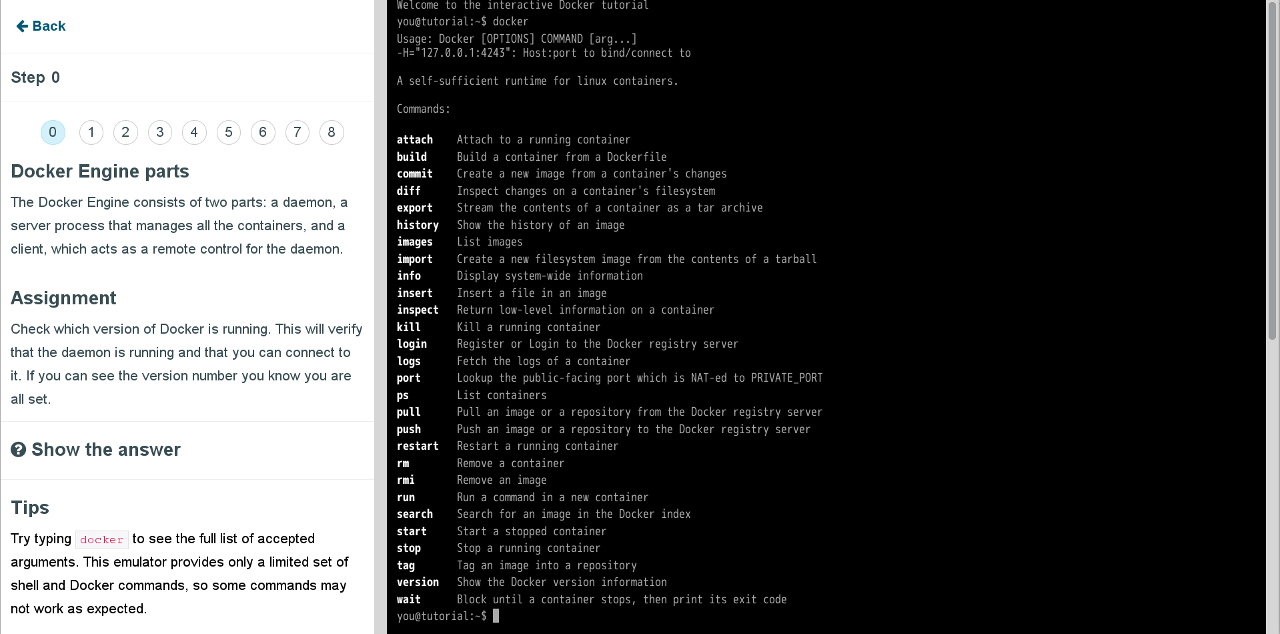 Back
Step 0
0 1 2 3 4 5 6 7 8
Docker Engine parts
The Docker Engine consists of two parts: a daemon, a
server process that manages all the containers, and a
client, which acts as a remote control for the daemon.
Assignment
Check which version of Docker is running. This will verify
that the daemon is running and that you can connect to
it. If you can see the version number you know you are
all set.
Show the answer
Tips
Try typing docker to see the full list of accepted
arguments. This emulator provides only a limited set of
shell and Docker commands, so some commands may
not work as expected.
Welcome to the interactive Docker tutorial
you@tutorial:~$ docker
Usage: Docker [OPTIONS] COMMAND [arg...]
-H="127.0.0.1:4243": Host:port to bind/connect to
A self-sufficient runtime for linux containers.
Commands:
attach Attach to a running container
build Build a container from a Dockerfile
commit Create a new image from a container's changes
diff Inspect changes on a container's filesystem
export Stream the contents of a container as a tar archive
history Show the history of an image
images List images
import Create a new filesystem image from the contents of a tarball
info Display system-wide information
insert Insert a file in an image
inspect Return low-level information on a container
kill Kill a running container
login Register or Login to the Docker registry server
logs Fetch the logs of a container
port Lookup the public-facing port which is NAT-ed to PRIVATE_PORT
ps List containers
pull Pull an image or a repository from the Docker registry server
push Push an image or a repository to the Docker registry server
restart Restart a running container
rm Remove a container
rmi Remove an image
run Run a command in a new container
search Search for an image in the Docker index
start Start a stopped container
stop Stop a running container
tag Tag an image into a repository
version Show the Docker version information
wait Block until a container stops, then print its exit code
you@tutorial:~$